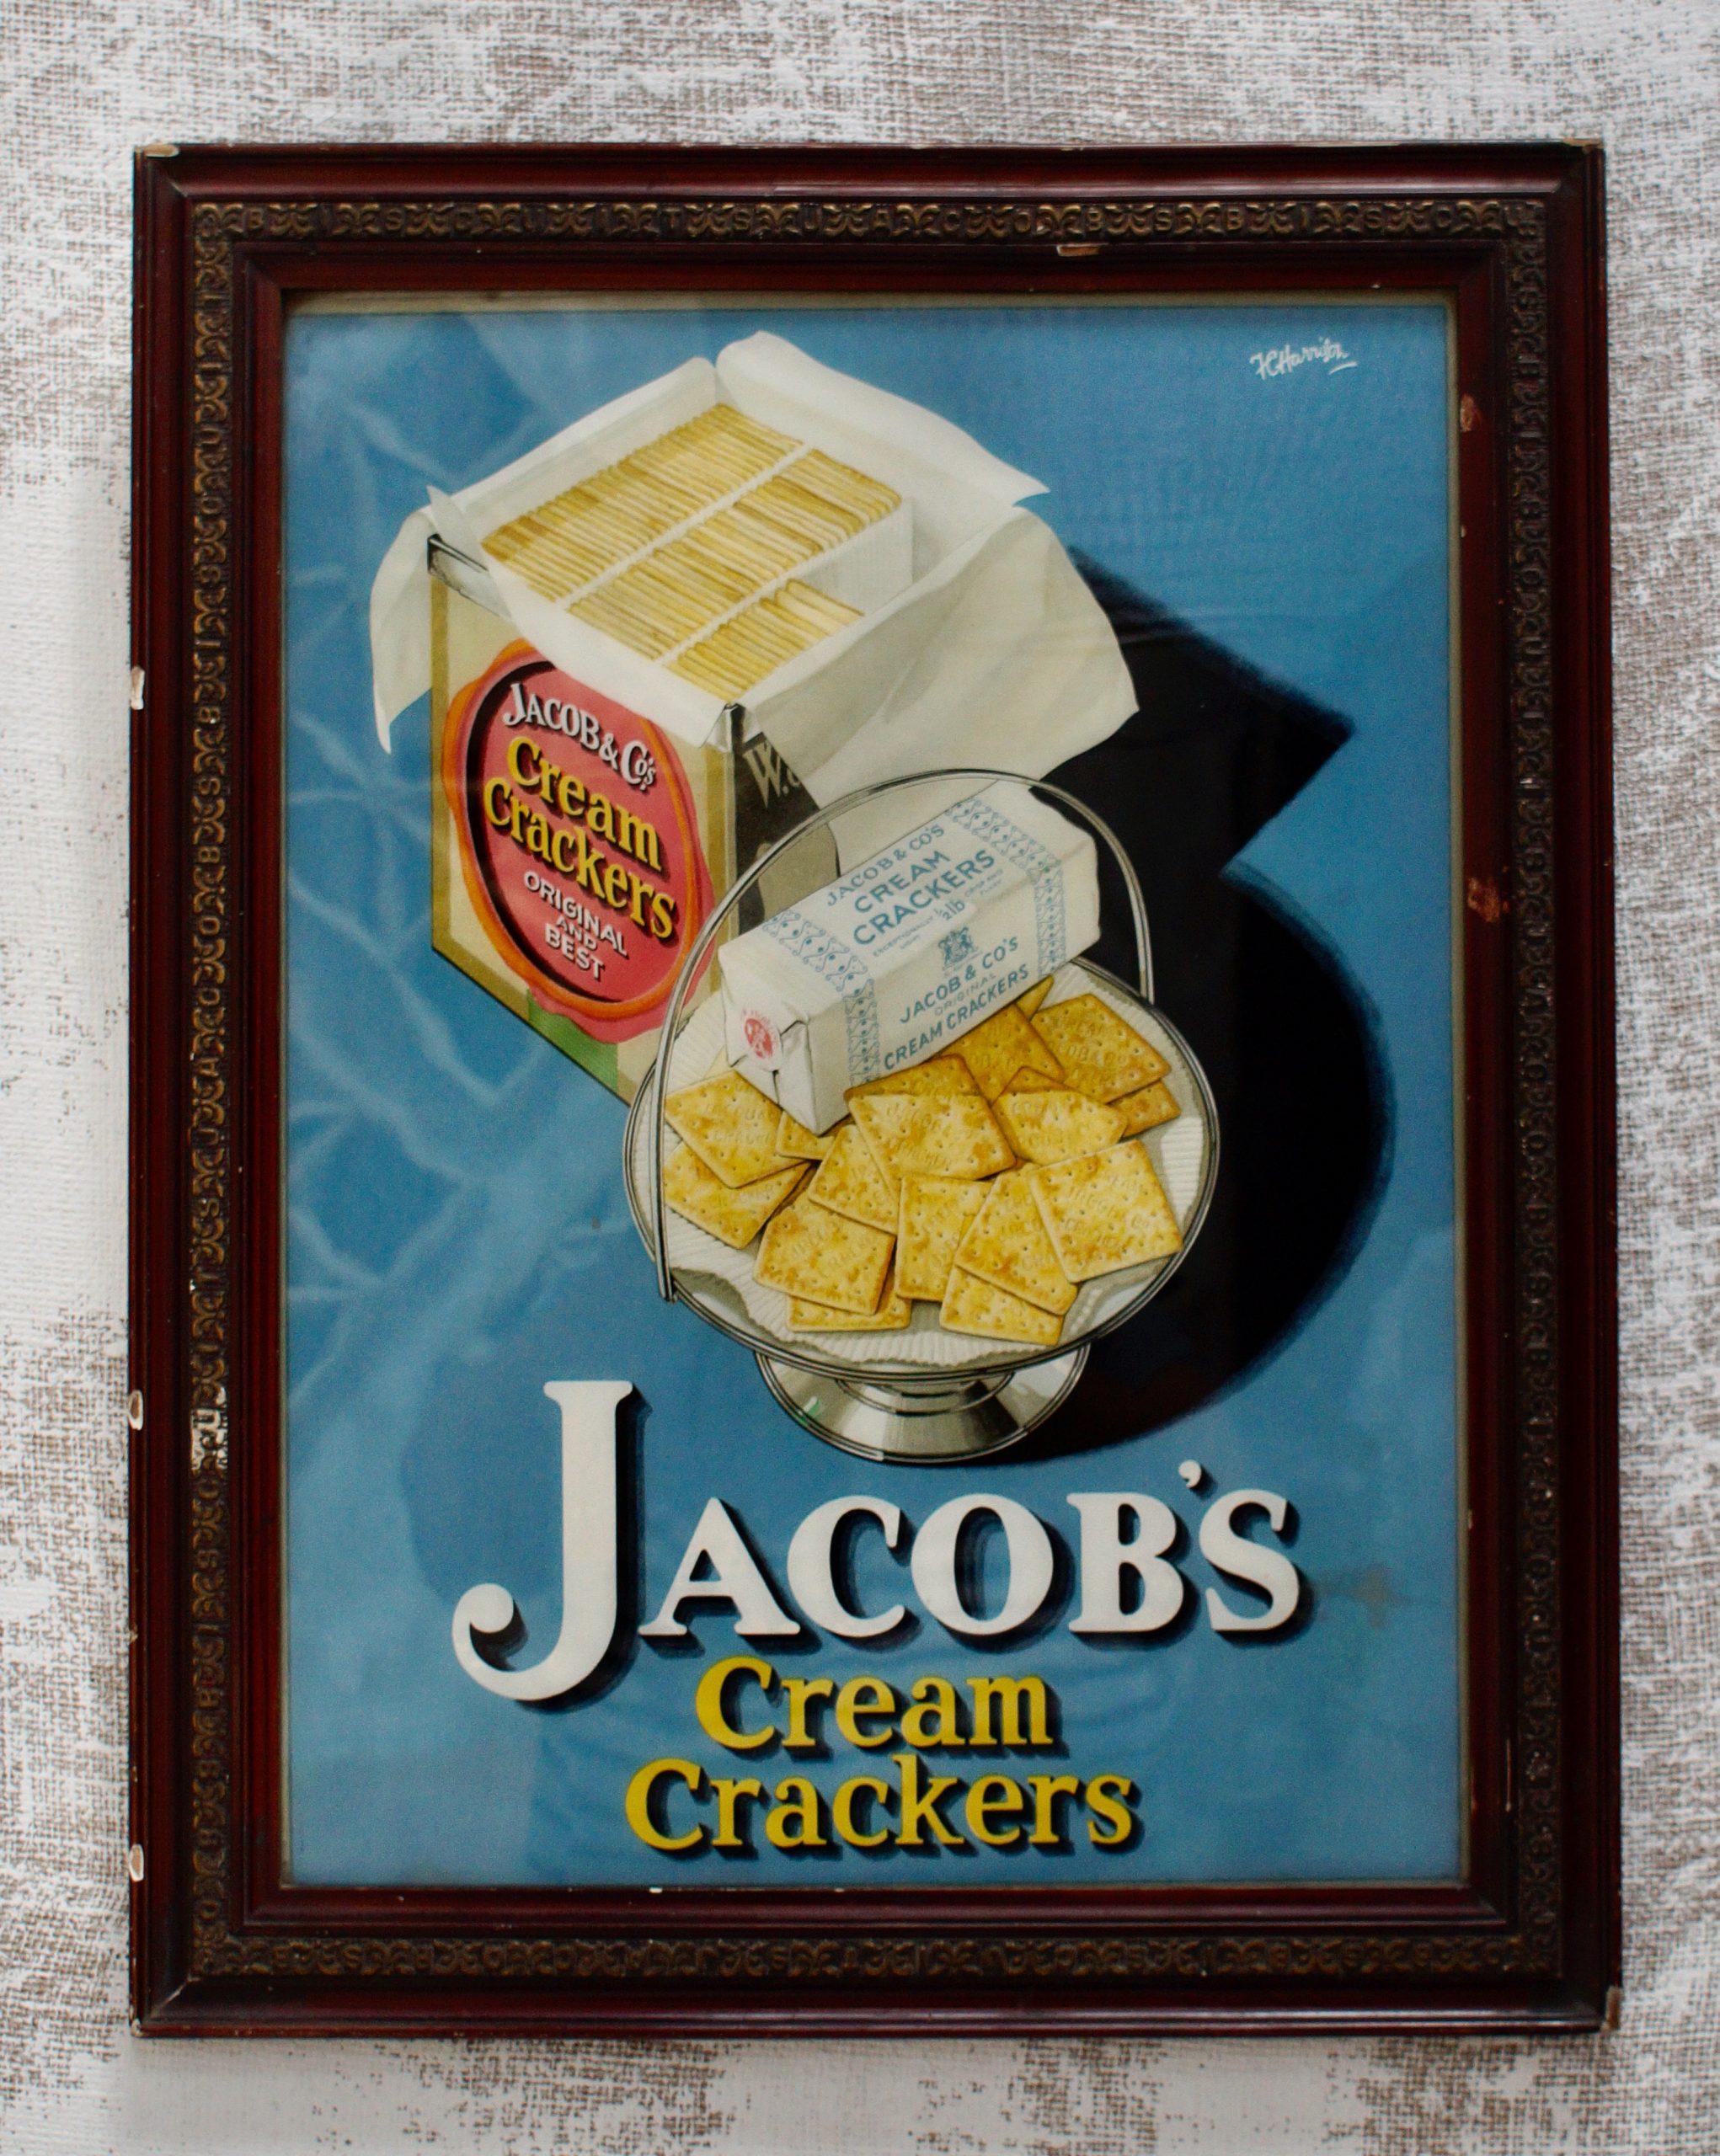 FCHarrison
JACOB & Co's
Cream
Crackers
ORIGINAL
AND
BEST
JACOB & CO'S
CREAM
CRACKERS
½lb
JACOB & CO'S
ORIGINAL
CREAM CRACKERS
JACOB'S
Cream
Crackers